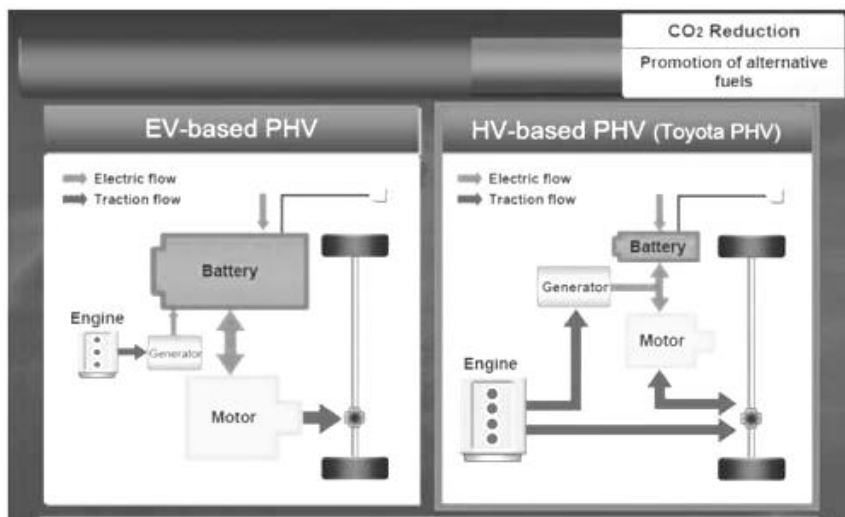 CO2 Reduction
Promotion of alternative
fuels
EV-based PHV
Electric flow
Traction flow
Battery
Engine
Generator
Motor
HV-based PHV (Toyota PHV)
Electric flow
Traction flow
Battery
Generator
Motor
Engine